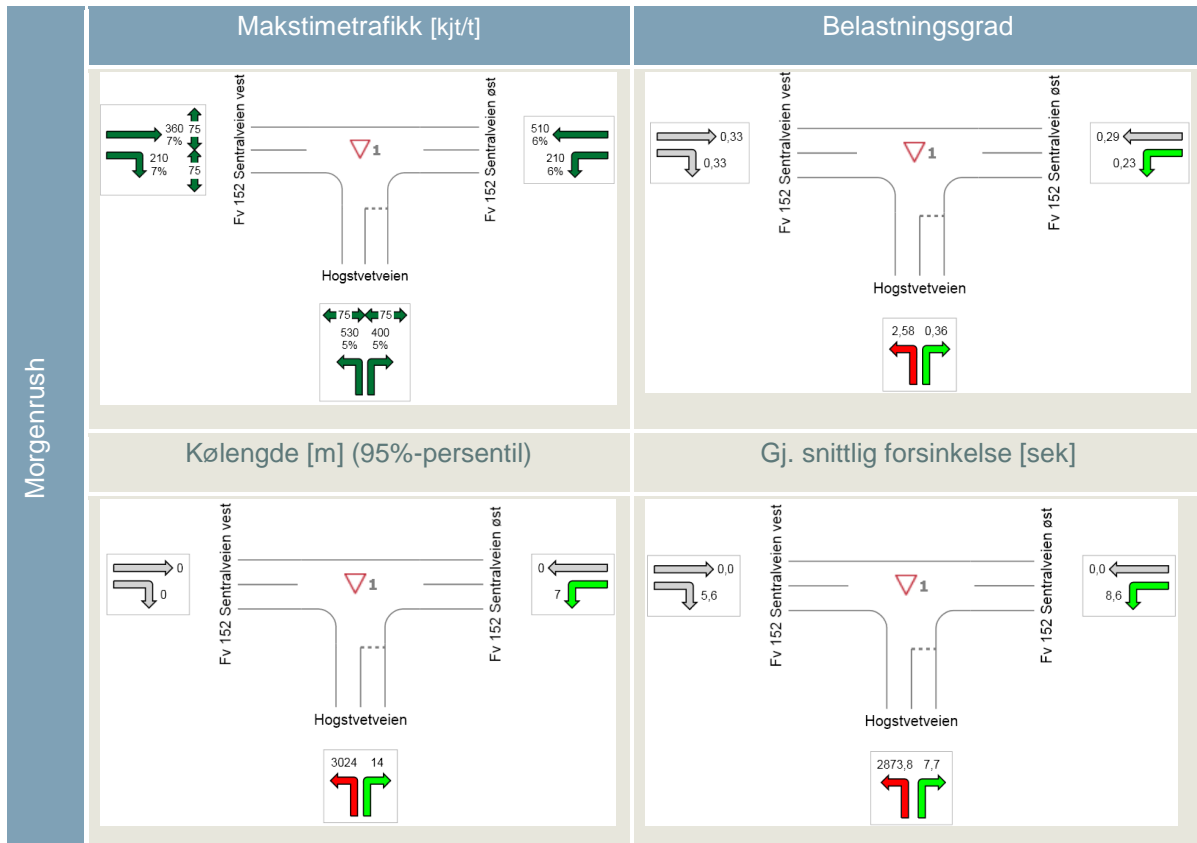 Morgenrush
Makstimetrafikk [kjt/t]
Belastningsgrad
Fv 152 Sentralveien vest
Fv 152 Sentralveien øst
360 75
7%
210
7% 75
510
6%
210
6%
1
Hogstvetveien
75 75
530 400
5% 5%
Fv 152 Sentralveien vest
Fv 152 Sentralveien øst
0,33
0,33
0,29
0,23
1
Hogstvetveien
2,58 0,36
Kølengde [m] (95%-persentil)
Gj. snittlig forsinkelse [sek]
Fv 152 Sentralveien vest
Fv 152 Sentralveien øst
0
0
0
7
1
Hogstvetveien
3024 14
Fv 152 Sentralveien vest
Fv 152 Sentralveien øst
0,0
5,6
0,0
8,6
1
Hogstvetveien
2873,8 7,7